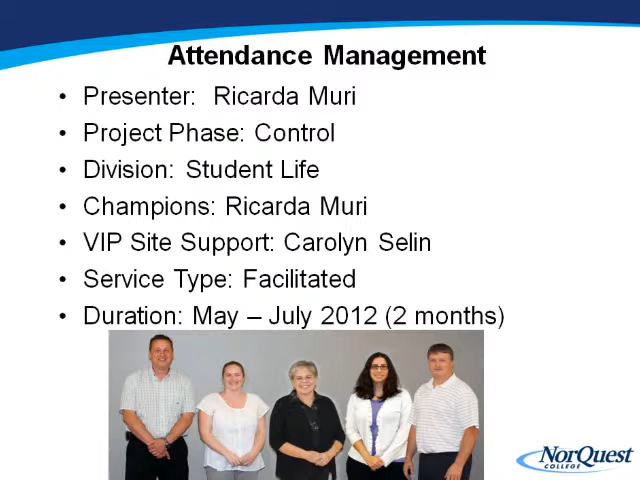 Attendance Management
• Presenter:  Ricarda Muri
• Project Phase: Control
• Division: Student Life
• Champions: Ricarda Muri
• VIP Site Support: Carolyn Selin
• Service Type: Facilitated
• Duration: May – July 2012 (2 months)
NorQuest
COLLEGE